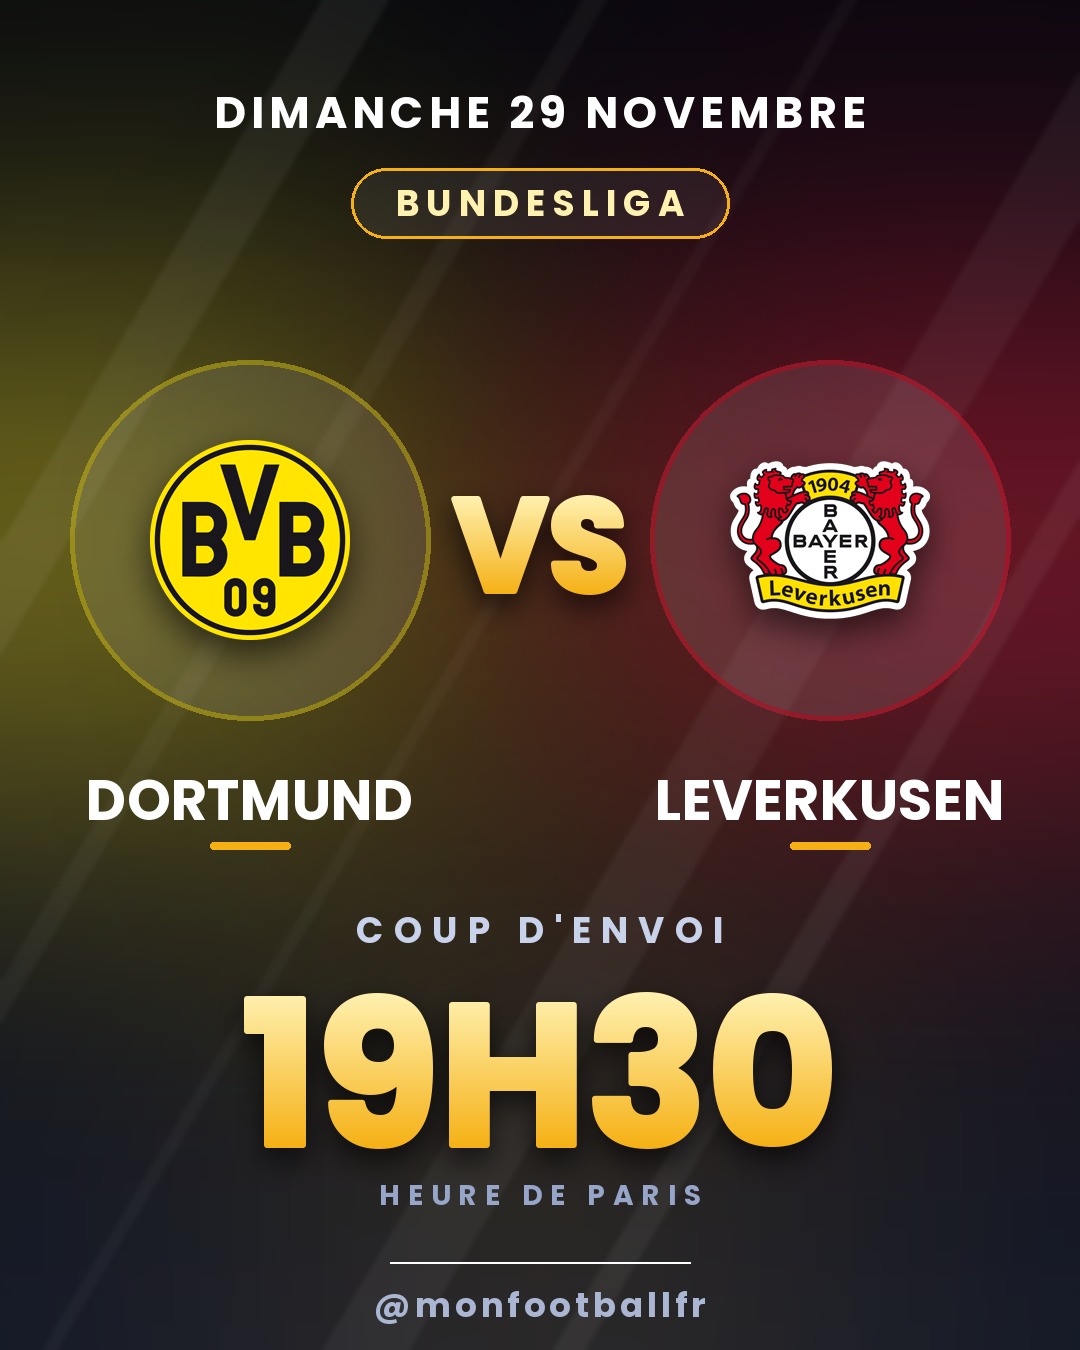 DIMANCHE 29 NOVEMBRE
BUNDESLIGA
BVB
09
VS
1904
BAYER
BAYER
Leverkusen
DORTMUND
LEVERKUSEN
COUP D'ENVOI
19H30
HEURE DE PARIS
@monfootballfr